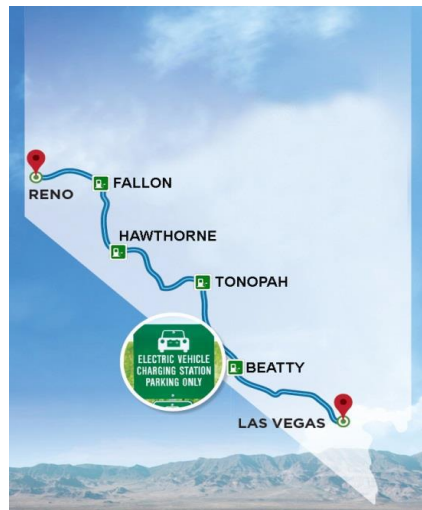 FALLON
RENO
HAWTHORNE
TONOPAH
ELECTRIC VEHICLE
CHARGING STATION
PARKING ONLY
BEATTY
LAS VEGAS